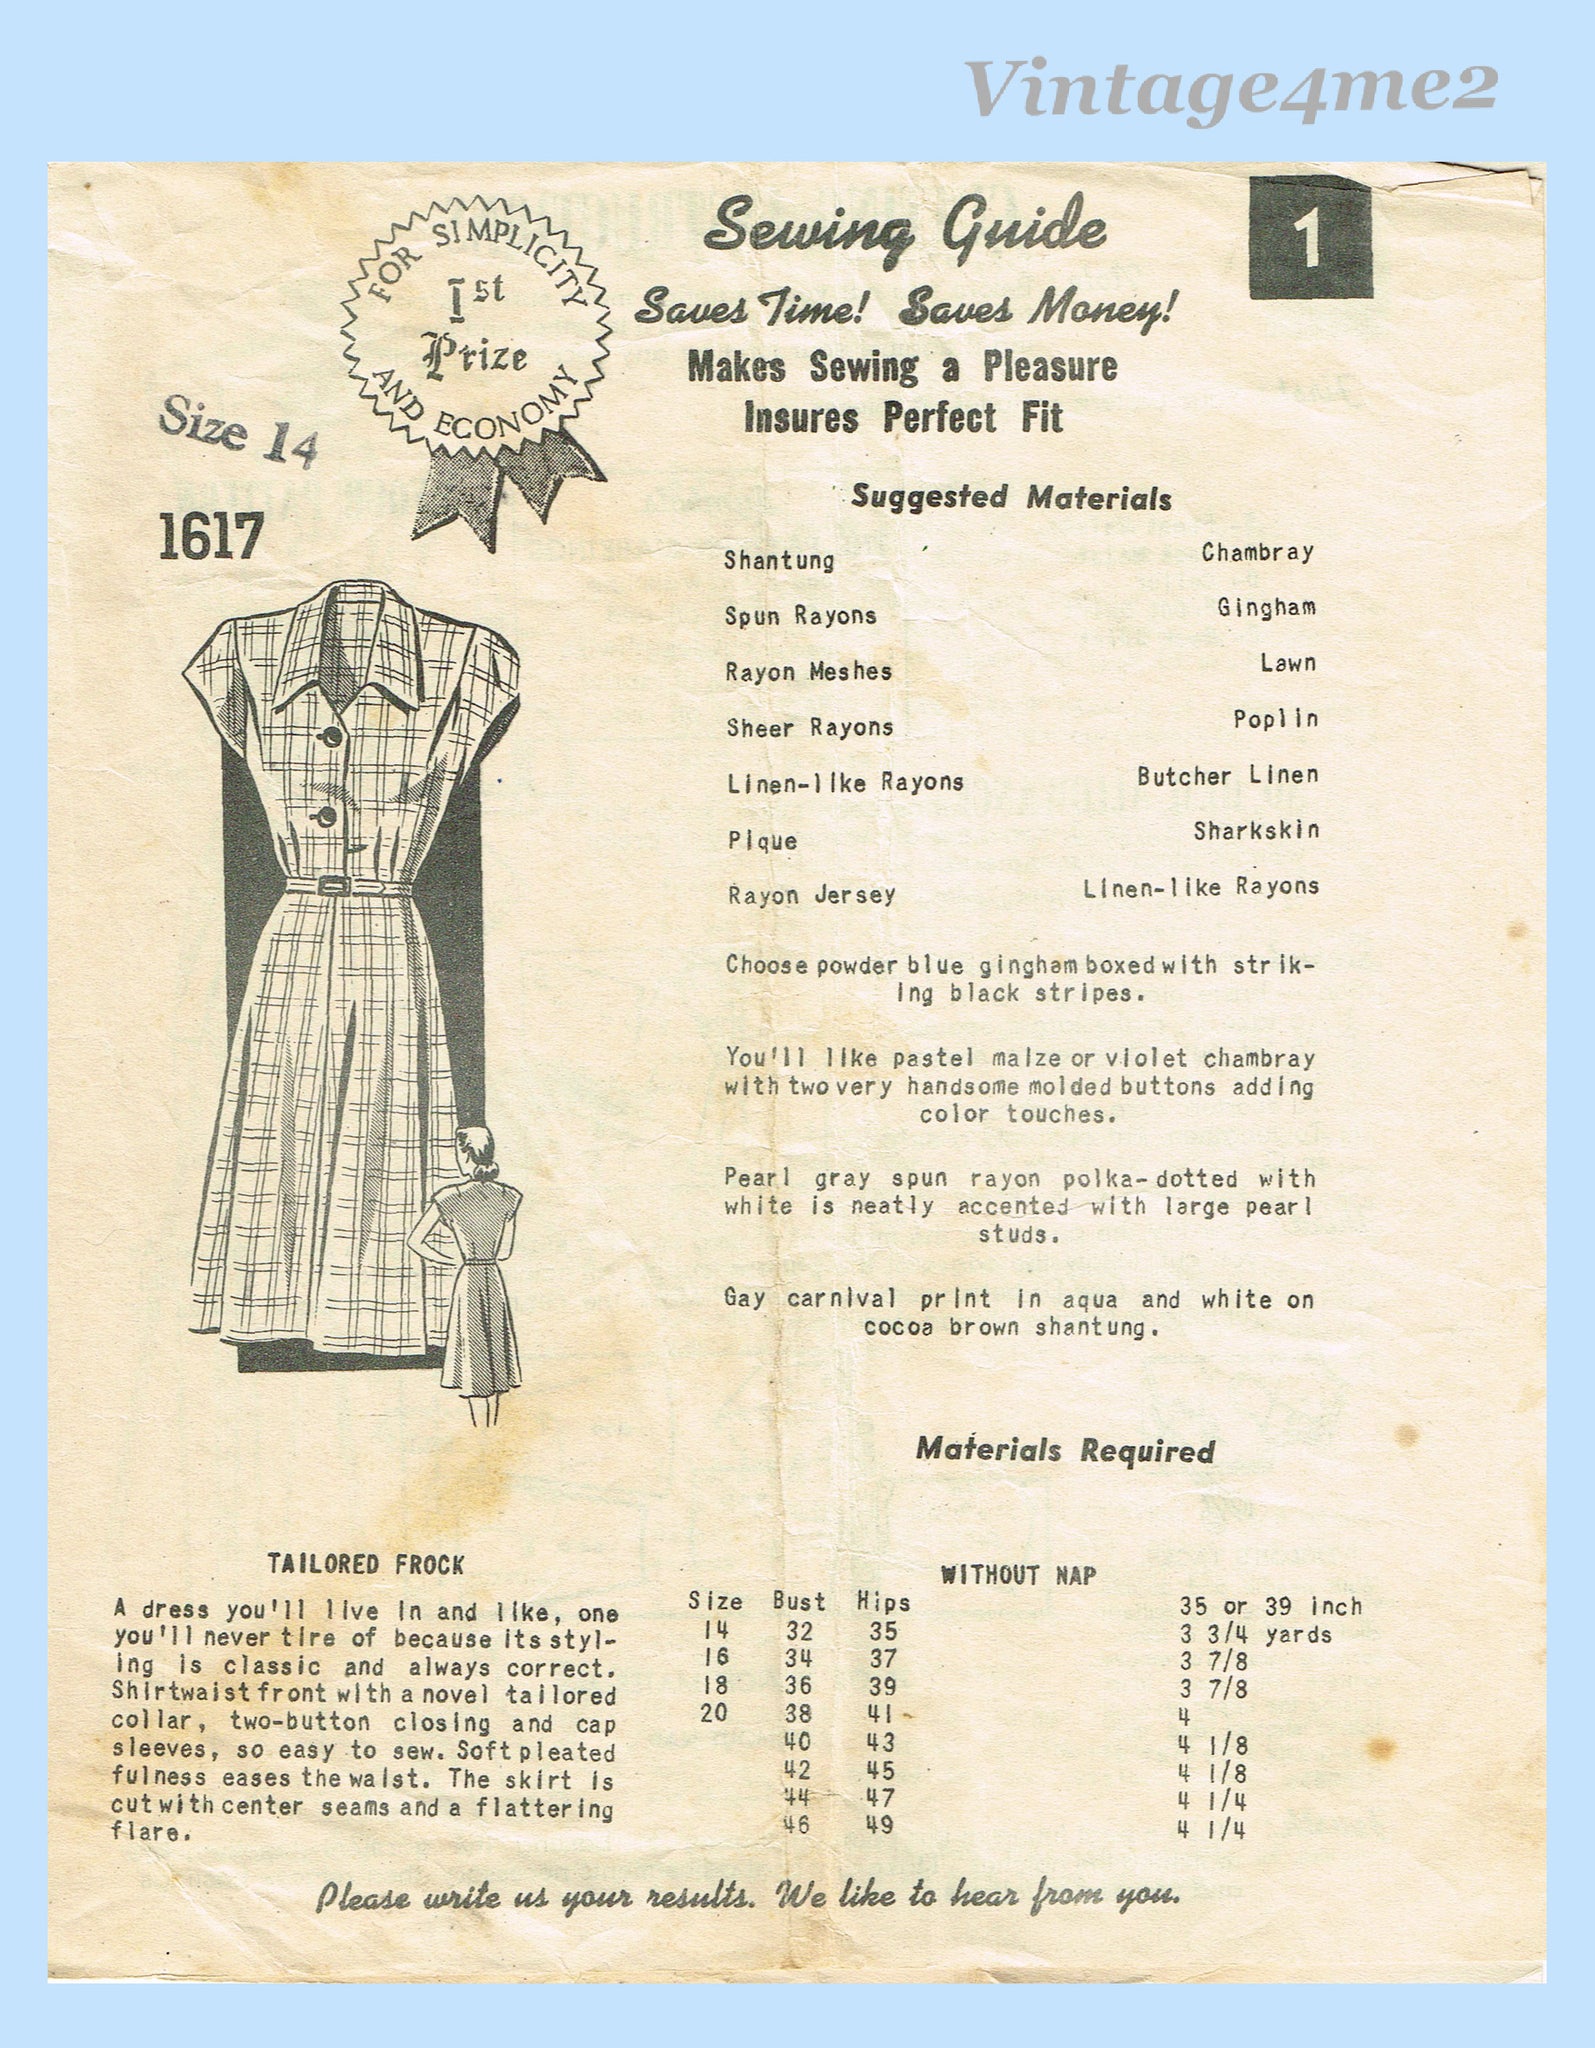 Vintage4me2
FOR SIMPLICITY
1st
Prize
AND ECONOMY
Size 14
1617
Sewing Guide
1
Saves Time! Saves Money!
Makes Sewing a Pleasure
Insures Perfect Fit
Suggested Materials
Shantung Chambray
Spun Rayons Gingham
Rayon Meshes Lawn
Sheer Rayons Poplin
Linen-like Rayons Butcher Linen
Pique Sharkskin
Rayon Jersey Linen-like Rayons
Choose powder blue gingham boxed with strik-
ing black stripes.
You'll like pastel maize or violet chambray
with two very handsome molded buttons adding
color touches.
Pearl gray spun rayon polka-dotted with
white is neatly accented with large pearl
studs.
Gay carnival print in aqua and white on
cocoa brown shantung.
Materials Required
TAILORED FROCK
A dress you'll live in and like, one
you'll never tire of because its styl-
ing is classic and always correct.
Shirtwaist front with a novel tailored
collar, two-button closing and cap
sleeves, so easy to sew. Soft pleated
fulness eases the waist. The skirt is
cut with center seams and a flattering
flare.
WITHOUT NAP
Size Bust Hips 35 or 39 inch
14 32 35 3 3/4 yards
16 34 37 3 7/8
18 36 39 3 7/8
20 38 41 4
40 43 4 1/8
42 45 4 1/8
44 47 4 1/4
46 49 4 1/4
Please write us your results. We like to hear from you.